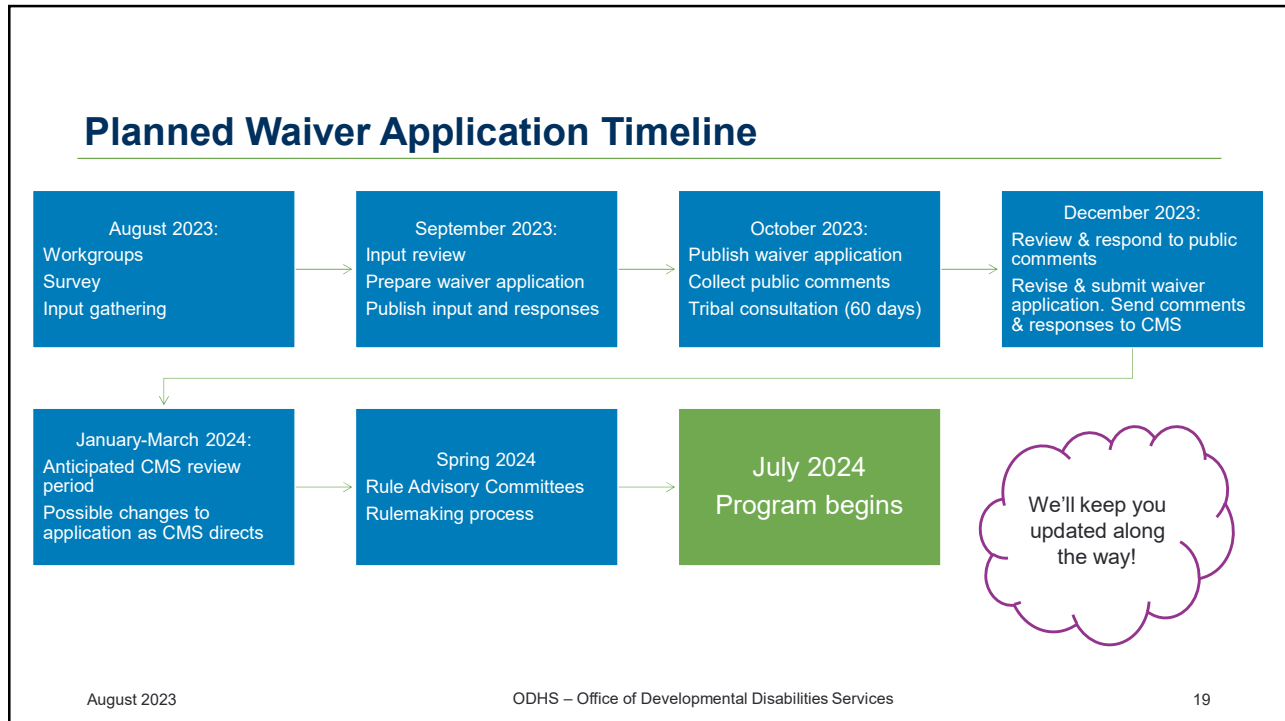 Planned Waiver Application Timeline
August 2023:
Workgroups
Survey
Input gathering
September 2023:
Input review
Prepare waiver application
Publish input and responses
October 2023:
Publish waiver application
Collect public comments
Tribal consultation (60 days)
December 2023:
Review & respond to public
comments
Revise & submit waiver
application. Send comments
& responses to CMS
January-March 2024:
Anticipated CMS review
period
Possible changes to
application as CMS directs
Spring 2024
Rule Advisory Committees
Rulemaking process
July 2024
Program begins
We’ll keep you
updated along
the way!
August 2023
ODHS – Office of Developmental Disabilities Services
19